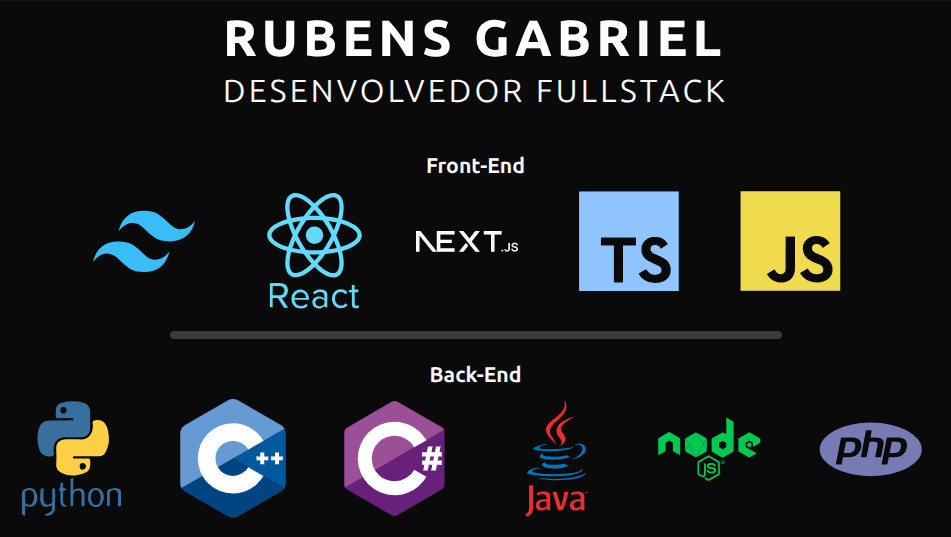 RUBENS GABRIEL
DESENVOLVEDOR FULLSTACK
Front-End
React
NEXT.JS
TS
JS
Back-End
python
C++
C#
Java
node
JS
php